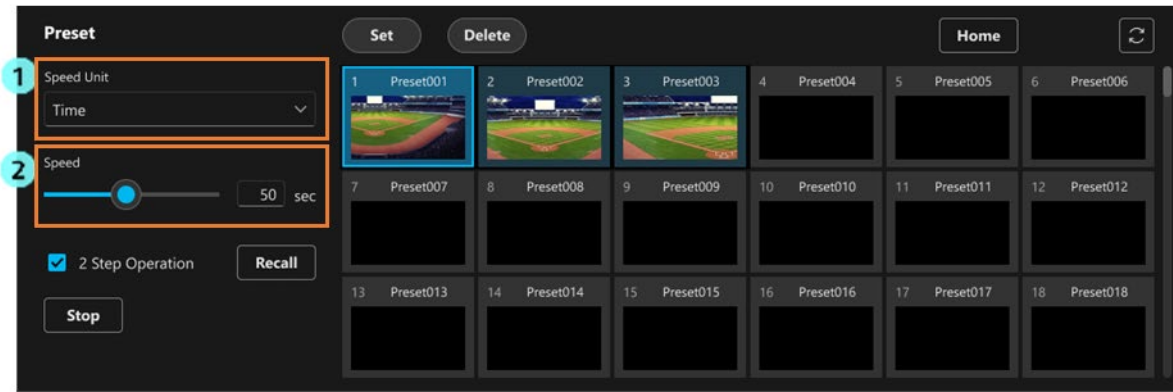 Preset
Set
Delete
Home
1
Speed Unit
Time
2
Speed
50 sec
2 Step Operation
Recall
Stop
1 Preset001
2 Preset002
3 Preset003
4 Preset004
5 Preset005
6 Preset006
7 Preset007
8 Preset008
9 Preset009
10 Preset010
11 Preset011
12 Preset012
13 Preset013
14 Preset014
15 Preset015
16 Preset016
17 Preset017
18 Preset018